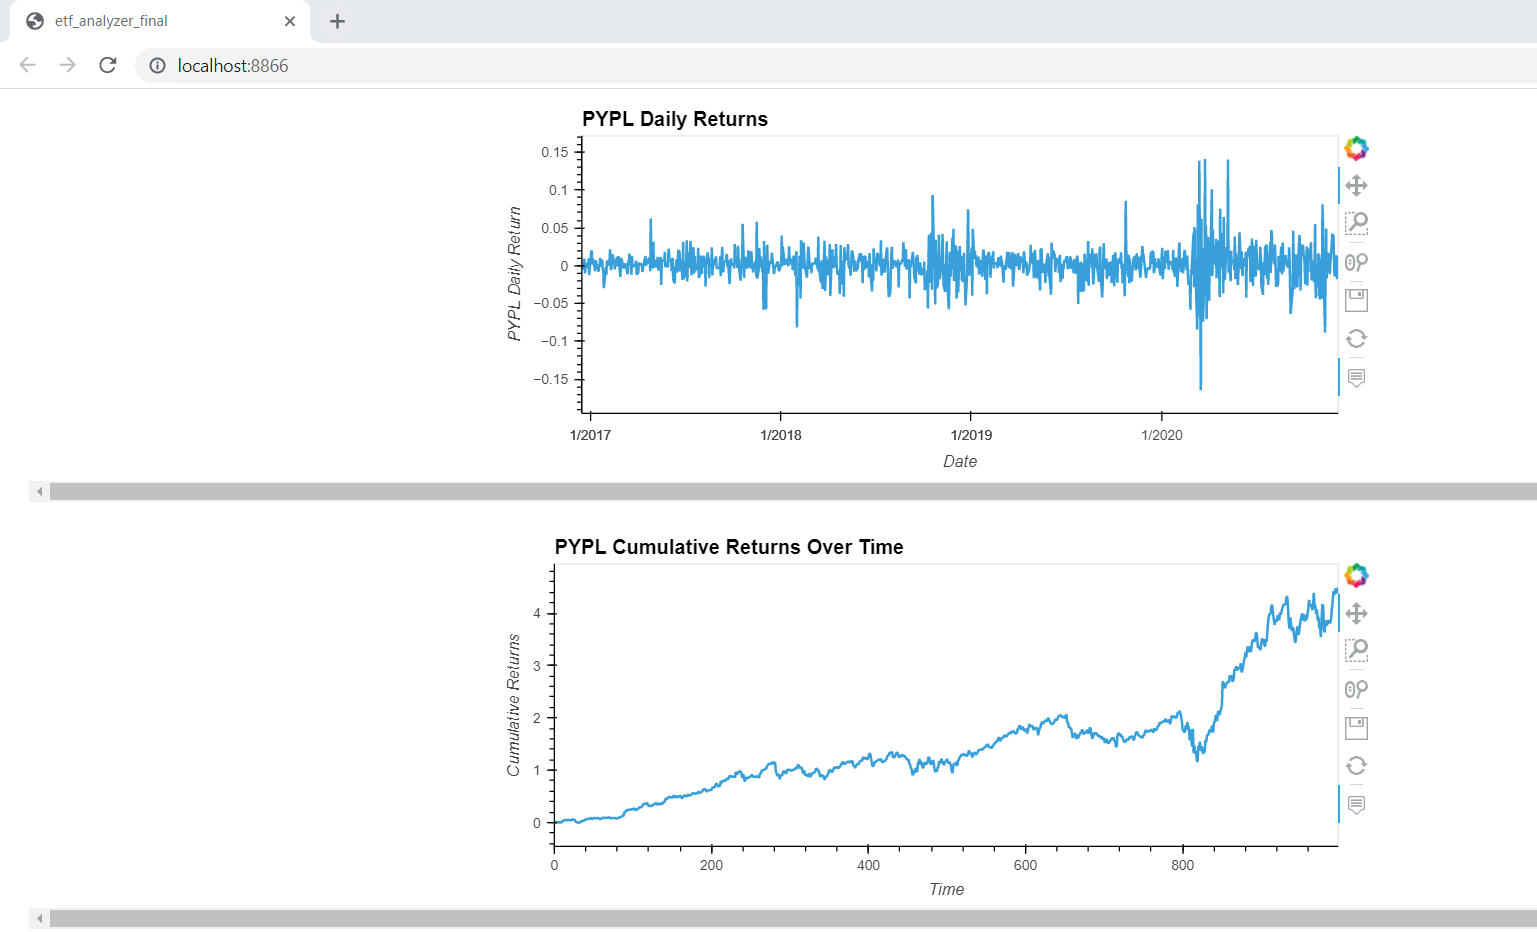 etf_analyzer_final
localhost:8866
PYPL Daily Returns
PYPL Daily Return
0.15
0.1
0.05
0
−0.05
−0.1
−0.15
1/2017 1/2018 1/2019 1/2020
Date
PYPL Cumulative Returns Over Time
Cumulative Returns
4
3
2
1
0
0 200 400 600 800
Time